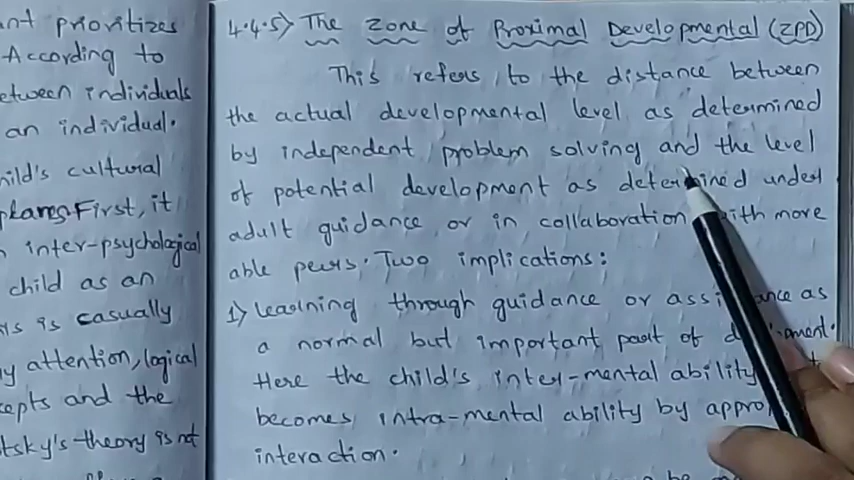 nt prioritizes
According to
etween individuals
an individual.
hild's cultural
planes. First, it
inter-psychological
child as an
is casually
y attention, logical
cepts and the
tsky's theory is not
4.4.5) The Zone of Proximal Developmental (ZPD)
This refers to the distance between
the actual developmental level as determined
by independent problem solving and the level
of potential development as determined under
adult guidance or in collaboration with more
able peers. Two implications:
1) Learning through guidance or assistance as
a normal but important part of
Here the child's inter-mental ability
becomes intra-mental ability by
interaction.